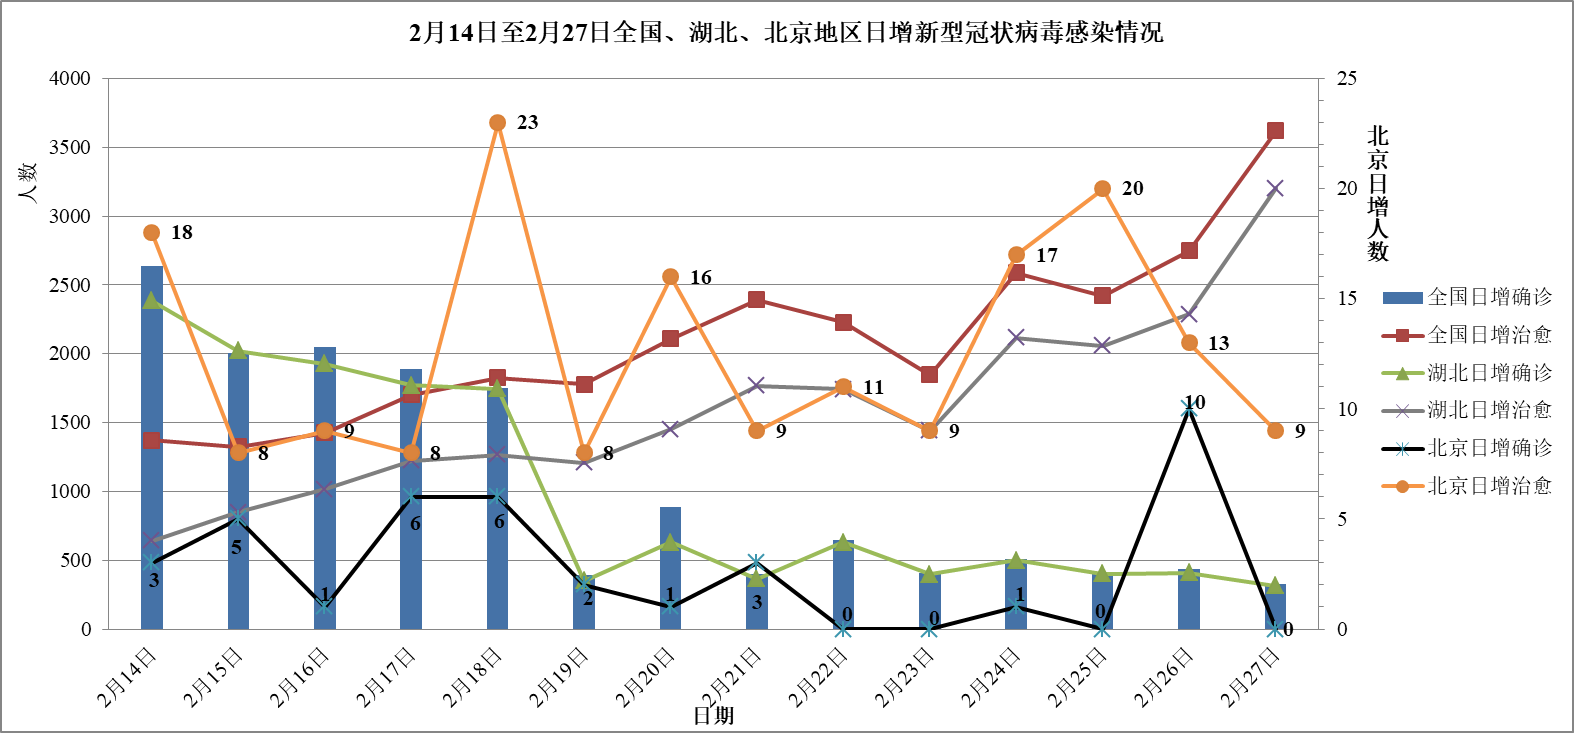 2月14日至2月27日全国、湖北、北京地区日增新型冠状病毒感染情况
4000
3500
3000
2500
2000
1500
1000
500
0
人数
25
20
15
10
5
0
北京日增人数
18
8
9
8
23
8
16
9
11
9
17
20
13
9
3
5
1
6
6
2
1
3
0
0
1
0
10
0
全国日增确诊
全国日增治愈
湖北日增确诊
湖北日增治愈
北京日增确诊
北京日增治愈
2月14日
2月15日
2月16日
2月17日
2月18日
2月19日
2月20日
2月21日
2月22日
2月23日
2月24日
2月25日
2月26日
2月27日
日期